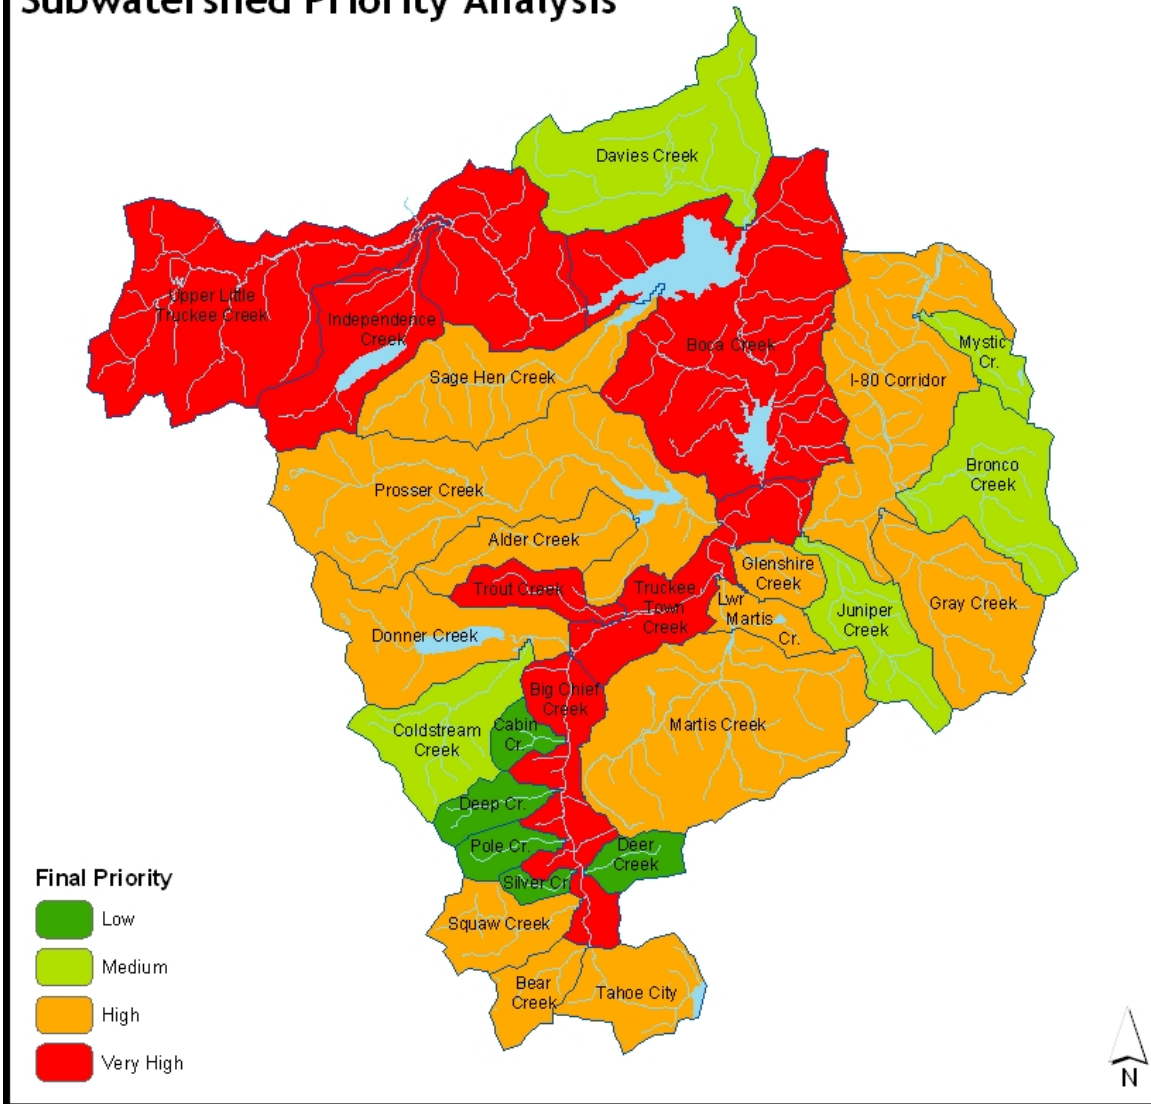 Subwatershed Priority Analysis
Davies Creek
Upper Little
Truckee Creek
Independence
Creek
Boca Creek
Mystic
Cr.
Sage Hen Creek
I-80 Corridor
Bronco
Creek
Prosser Creek
Alder Creek
Glenshire
Creek
Trout Creek
Truckee
Town
Creek
Lwr
Martis
Cr.
Juniper
Creek
Gray Creek
Donner Creek
Big Chief
Creek
Martis Creek
Coldstream
Creek
Cabin
Cr.
Deep Cr.
Pole Cr.
Deer
Creek
Silver Cr.
Squaw Creek
Bear
Creek
Tahoe City
Final Priority
Low
Medium
High
Very High
N